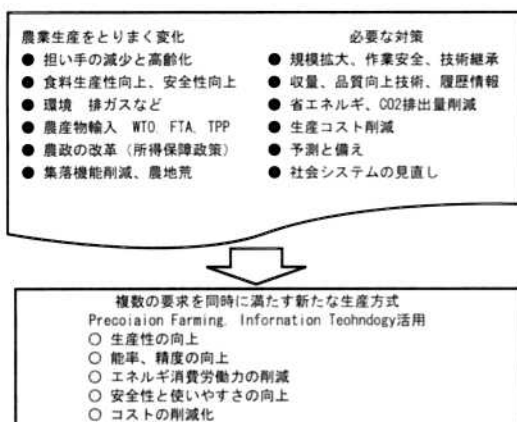 農業生産をとりまく変化
● 担い手の減少と高齢化
● 食料生産性向上、安全性向上
● 環境 排ガスなど
● 農産物輸入 WTO. FTA. TPP
● 農政の改革(所得保障政策)
● 集落機能削減、農地荒
必要な対策
● 規模拡大、作業安全、技術継承
● 収量、品質向上技術、履歴情報
● 省エネルギ、CO2排出量削減
● 生産コスト削減
● 予測と備え
● 社会システムの見直し
複数の要求を同時に満たす新たな生産方式
Precoiaion Farming. Infornation Teohndogy活用
○ 生産性の向上
○ 能率、精度の向上
○ エネルギ消費労働力の削減
○ 安全性と使いやすさの向上
○ コストの削減化